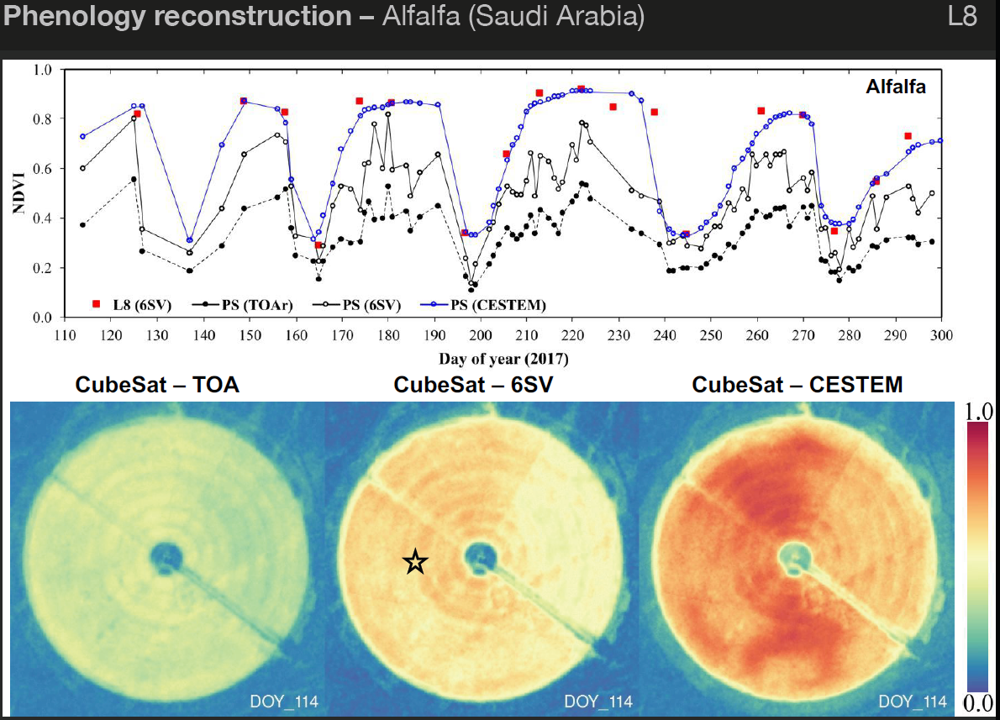 Phenology reconstruction – Alfalfa (Saudi Arabia) L8
1.0
Alfalfa
0.8
0.6
NDVI
0.4
0.2
L8 (6SV) PS (TOAr) PS (6SV) PS (CESTEM)
0.0
110 120 130 140 150 160 170 180 190 200 210 220 230 240 250 260 270 280 290 300
Day of year (2017)
CubeSat – TOA CubeSat – 6SV CubeSat – CESTEM
1.0
DOY_114 DOY_114 DOY_114
0.0